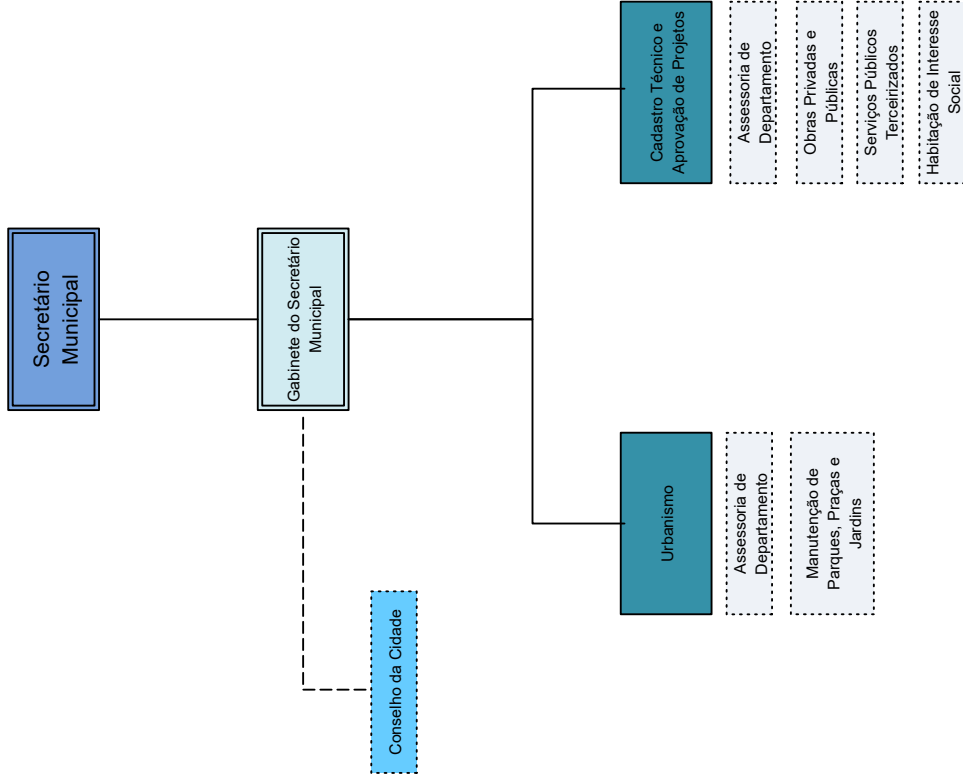 Secretário
Municipal
Gabinete do Secretário
Municipal
Conselho da Cidade
Urbanismo
Assessoria de
Departamento
Manutenção de
Parques, Praças e
Jardins
Cadastro Técnico e
Aprovação de Projetos
Assessoria de
Departamento
Obras Privadas e
Públicas
Serviços Públicos
Terceirizados
Habitação de Interesse
Social